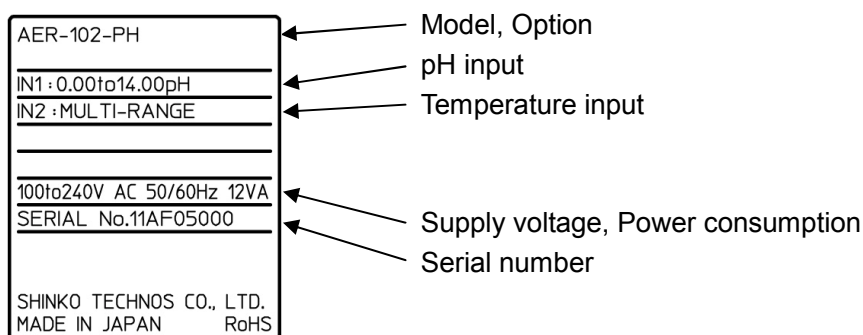 AER-102-PH
IN1:0.00to14.00pH
IN2:MULTI-RANGE
100to240V AC 50/60Hz 12VA
SERIAL No.11AF05000
SHINKO TECHNOS CO., LTD.
MADE IN JAPAN RoHS
Model, Option
pH input
Temperature input
Supply voltage, Power consumption
Serial number